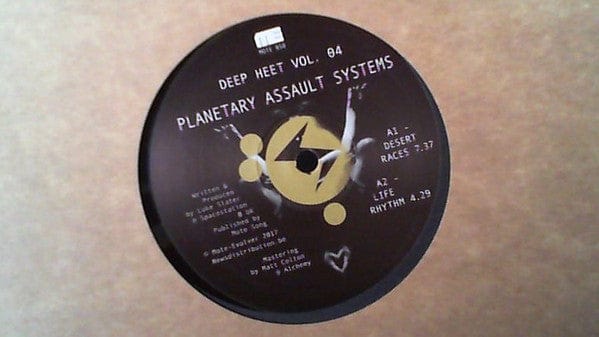 MOTE 050
DEEP HEET VOL. 04
PLANETARY ASSAULT SYSTEMS
A1 -
DESERT
RACES 7.37
A2 -
LIFE
RHYTHM 4.29
Written &
Produced
by Luke Slater
@ Spacestation
@ UK
Published by
Mote Song
© Mote-Evolver 2017
Newsdistribution.be
Mastering
by Matt Colton
@ Alchemy